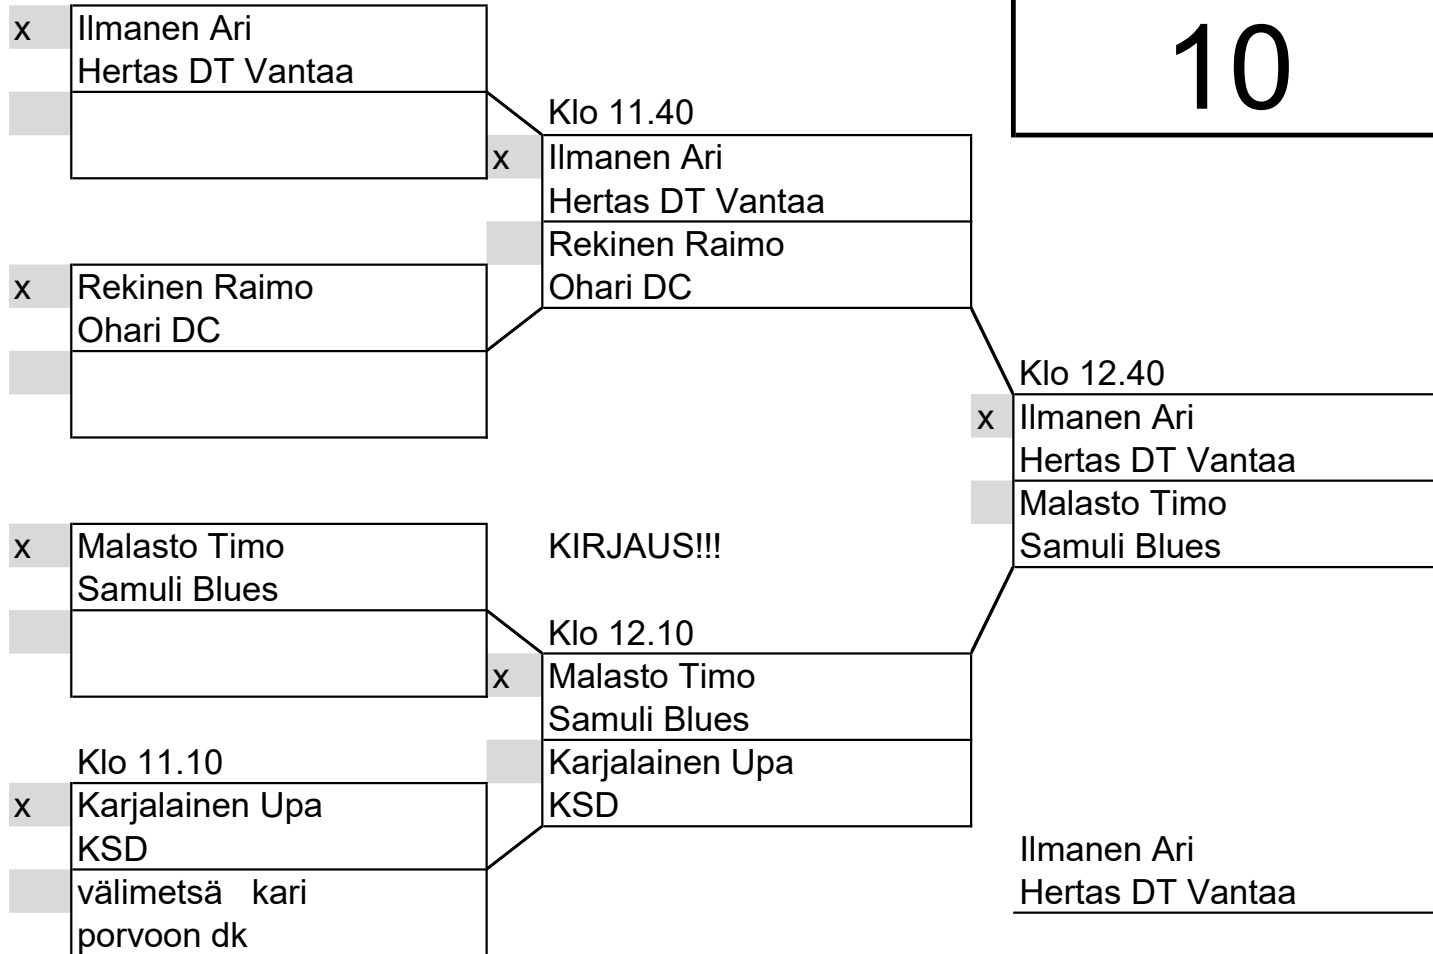 x Ilmanen Ari
Hertas DT Vantaa
10
Klo 11.40
x Ilmanen Ari
Hertas DT Vantaa
Rekinen Raimo
Ohari DC
x Rekinen Raimo
Ohari DC
Klo 12.40
x Ilmanen Ari
Hertas DT Vantaa
Malasto Timo
Samuli Blues
x Malasto Timo
Samuli Blues
KIRJAUS!!!
Klo 12.10
x Malasto Timo
Samuli Blues
Karjalainen Upa
KSD
Klo 11.10
x Karjalainen Upa
KSD
välimetsä kari
porvoon dk
Ilmanen Ari
Hertas DT Vantaa